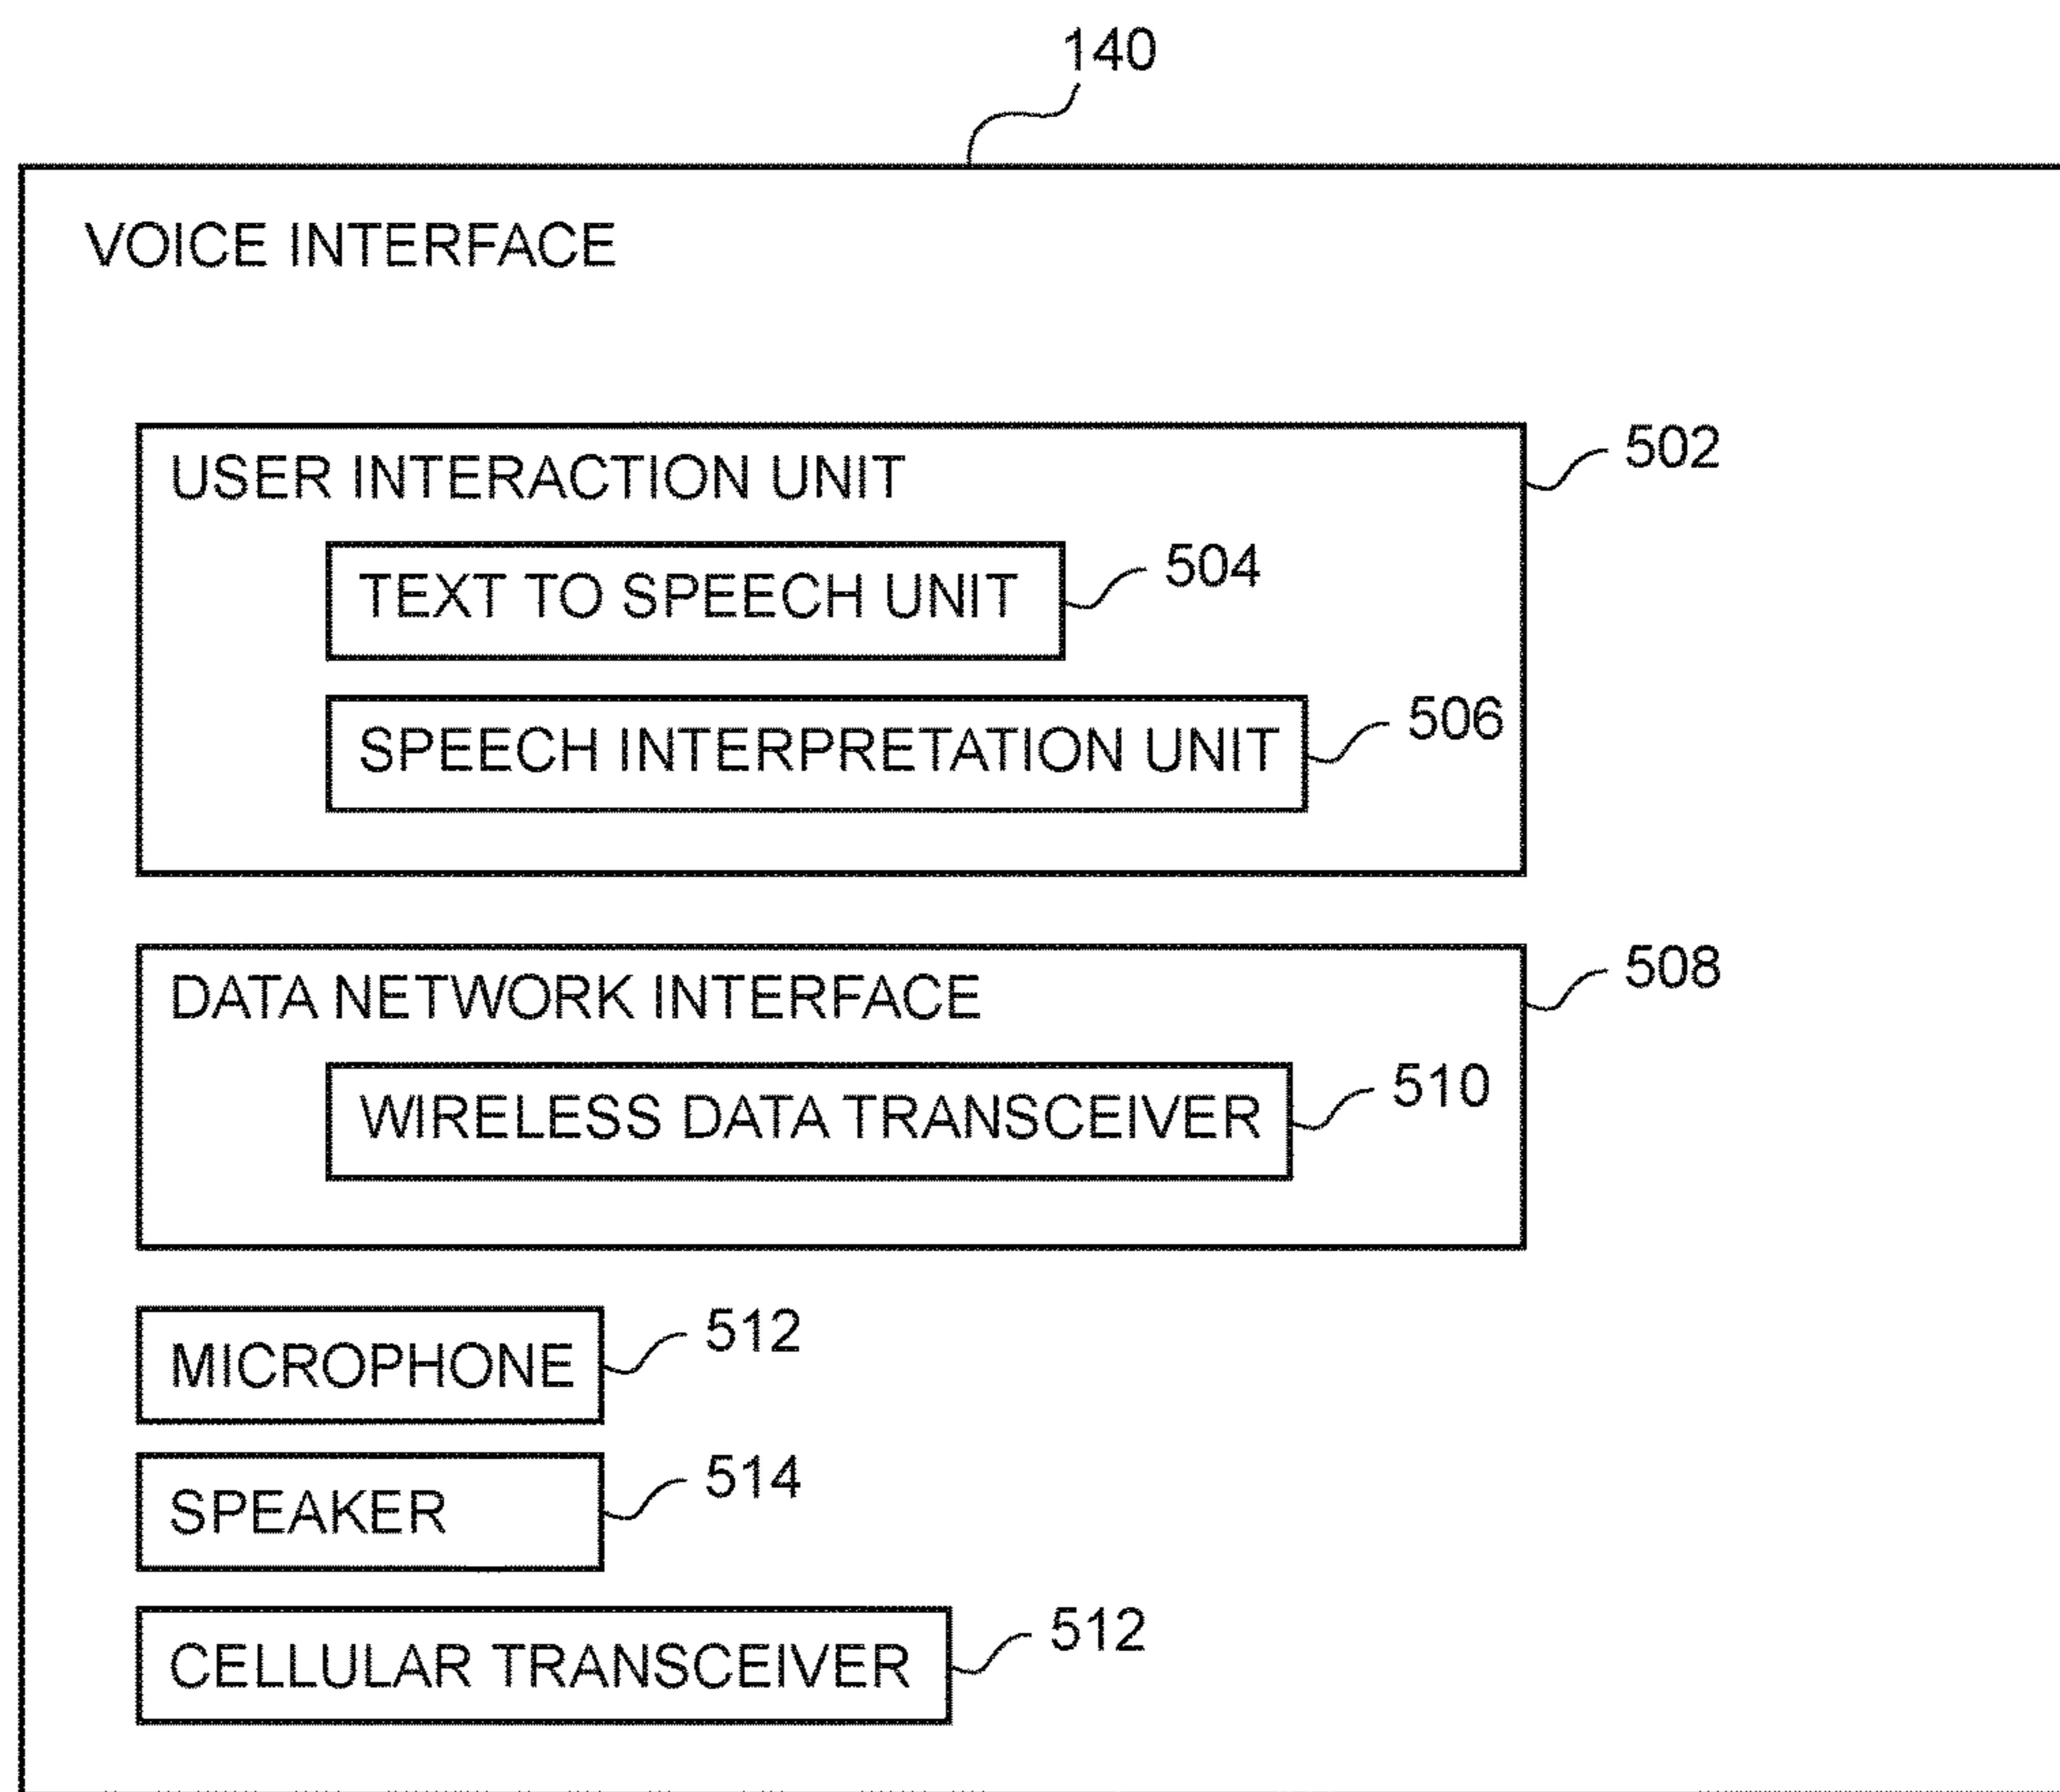 140
VOICE INTERFACE
USER INTERACTION UNIT
502
TEXT TO SPEECH UNIT
504
SPEECH INTERPRETATION UNIT
506
DATA NETWORK INTERFACE
508
WIRELESS DATA TRANSCEIVER
510
MICROPHONE
512
SPEAKER
514
CELLULAR TRANSCEIVER
512